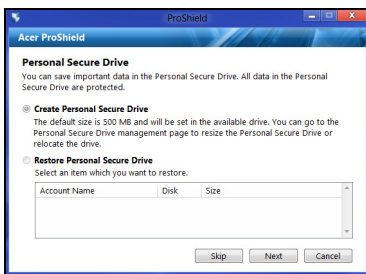 ProShield
Acer ProShield
Personal Secure Drive
You can save important data in the Personal Secure Drive. All data in the Personal
Secure Drive are protected.
Create Personal Secure Drive
The default size is 500 MB and will be set in the available drive. You can go to the
Personal Secure Drive management page to resize the Personal Secure Drive or
relocate the drive.
Restore Personal Secure Drive
Select an item which you want to restore.
Account Name Disk Size
Skip Next Cancel